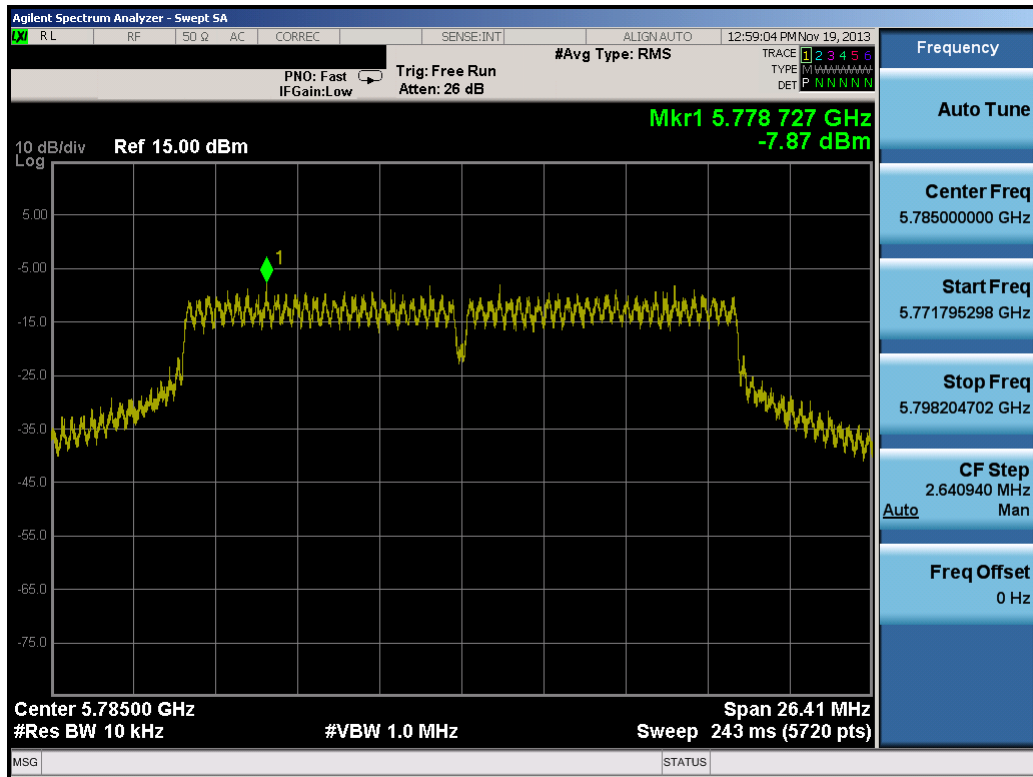 Agilent Spectrum Analyzer - Swept SA
LXI RL RF 50 Ω AC CORREC SENSE:INT ALIGN AUTO 12:59:04 PM Nov 19, 2013
PNO: Fast
IFGain:Low
Trig: Free Run
Atten: 26 dB
#Avg Type: RMS
TRACE 1 2 3 4 5 6
TYPE M WWWWW
DET P N N N N N
Mkr1 5.778 727 GHz
-7.87 dBm
10 dB/div Ref 15.00 dBm
Log
1
5.00
-5.00
-15.0
-25.0
-35.0
-45.0
-55.0
-65.0
-75.0
Center 5.78500 GHz Span 26.41 MHz
#Res BW 10 kHz #VBW 1.0 MHz Sweep 243 ms (5720 pts)
MSG STATUS
Frequency
Auto Tune
Center Freq
5.785000000 GHz
Start Freq
5.771795298 GHz
Stop Freq
5.798204702 GHz
CF Step
2.640940 MHz
Auto Man
Freq Offset
0 Hz